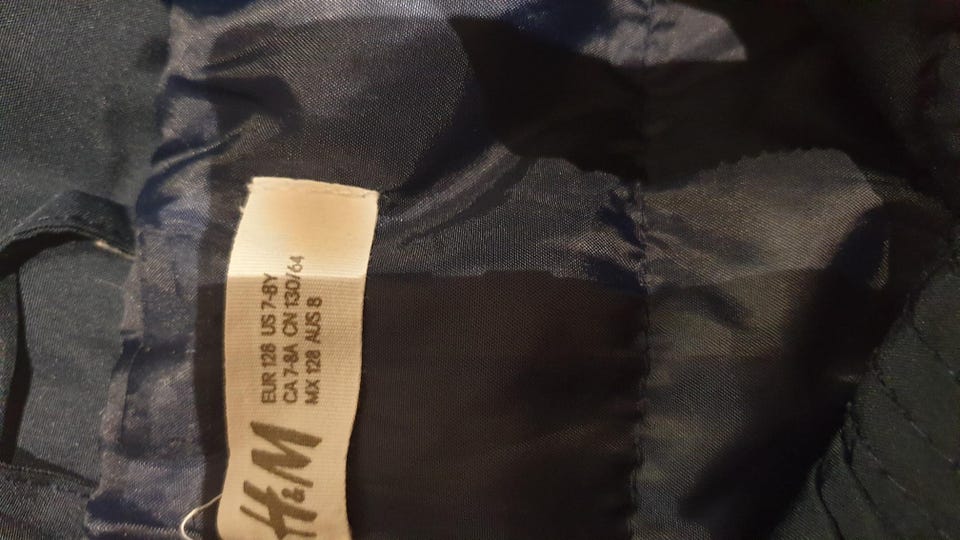 H&M
EUR 128 US 7-8Y
CA 7-8A CN 130/64
MX 128 AUS 8